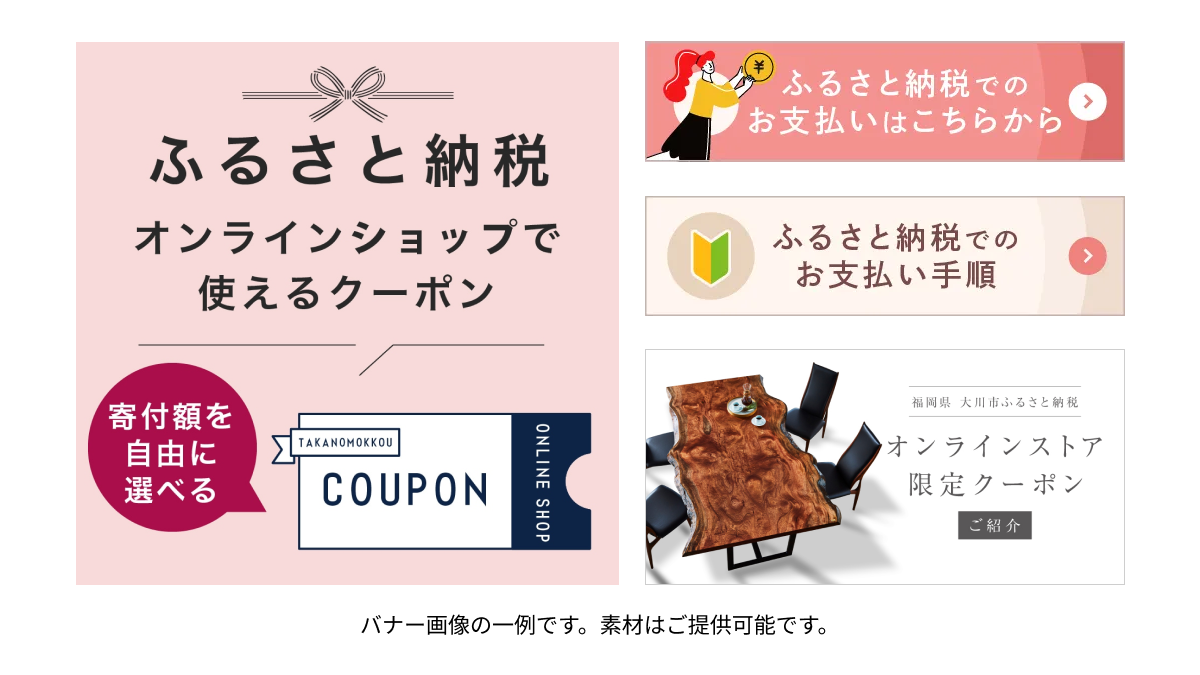 ふるさと納税
オンラインショップで
使えるクーポン
寄付額を
自由に
選べる
TAKANOMOKKOU
COUPON
ONLINE SHOP
¥
ふるさと納税での
お支払いはこちらから
ふるさと納税での
お支払い手順
福岡県 大川市ふるさと納税
オンラインストア
限定クーポン
ご紹介
バナー画像の一例です。素材はご提供可能です。